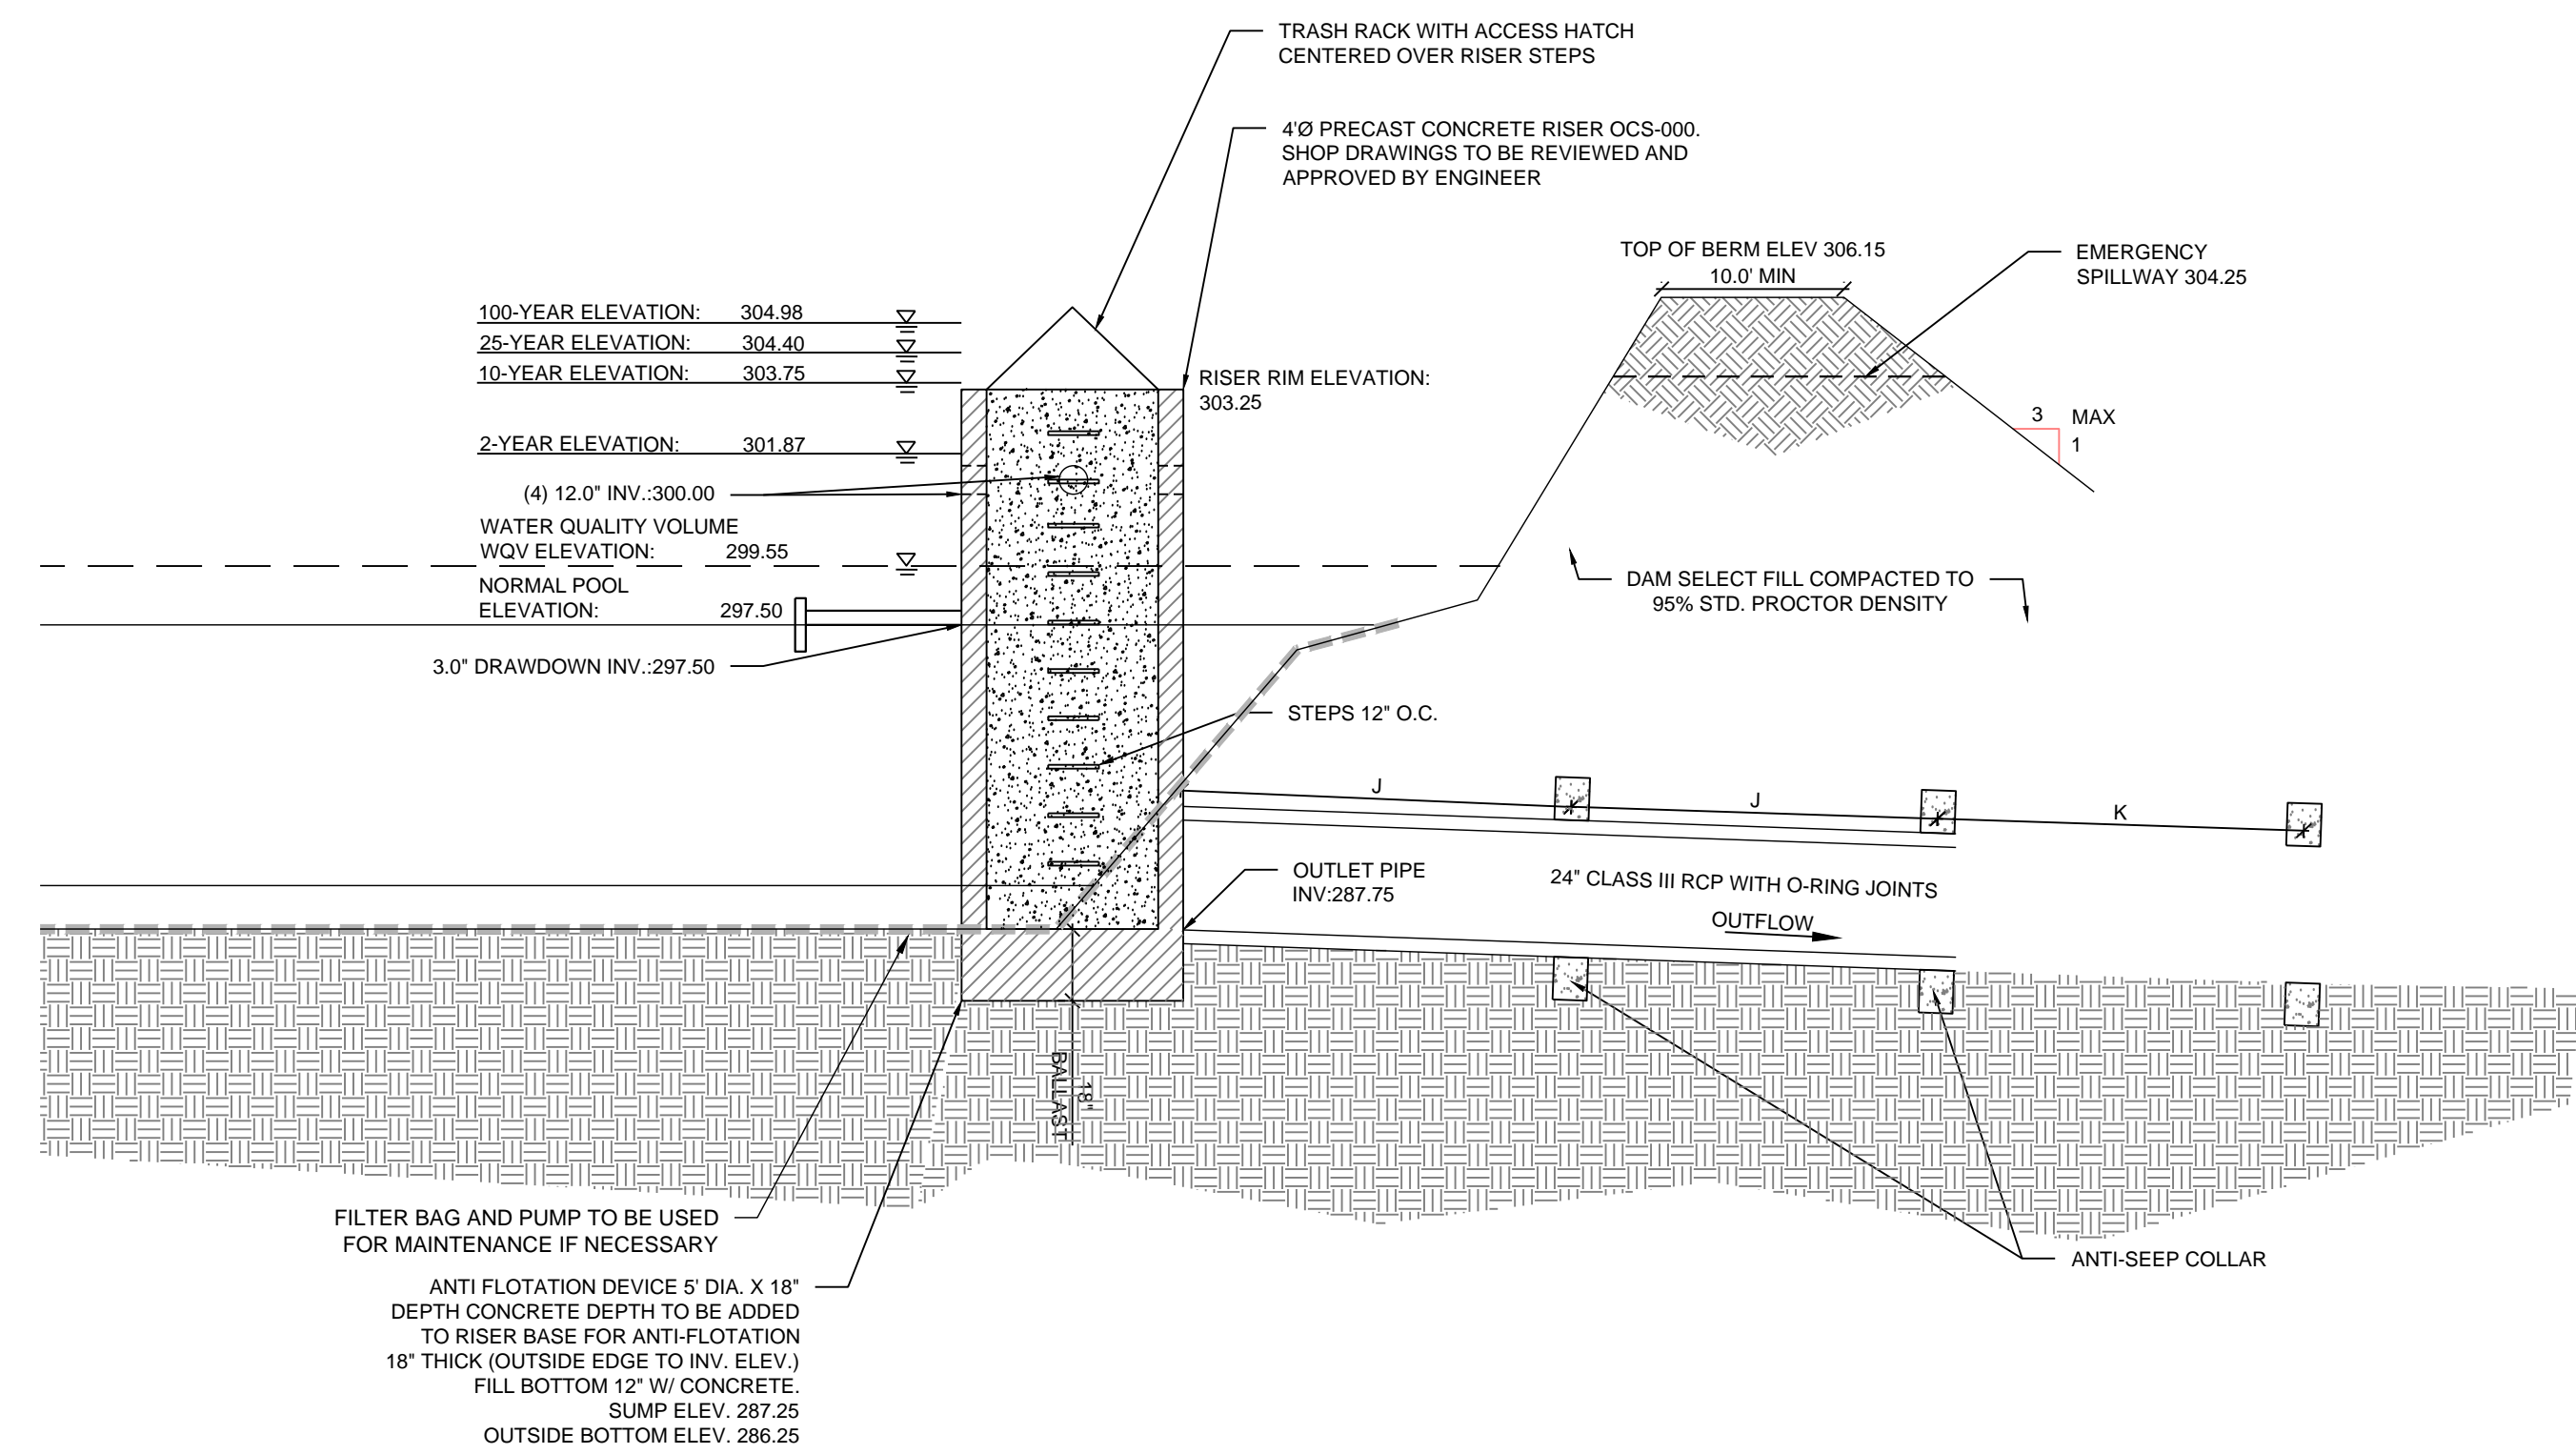 TRASH RACK WITH ACCESS HATCH
CENTERED OVER RISER STEPS
4'Ø PRECAST CONCRETE RISER OCS-000.
SHOP DRAWINGS TO BE REVIEWED AND
APPROVED BY ENGINEER
TOP OF BERM ELEV 306.15
10.0' MIN
EMERGENCY
SPILLWAY 304.25
100-YEAR ELEVATION: 304.98
25-YEAR ELEVATION: 304.40
10-YEAR ELEVATION: 303.75
RISER RIM ELEVATION:
303.25
3 MAX
1
2-YEAR ELEVATION: 301.87
(4) 12.0" INV.:300.00
WATER QUALITY VOLUME
WQV ELEVATION: 299.55
NORMAL POOL
ELEVATION: 297.50
DAM SELECT FILL COMPACTED TO
95% STD. PROCTOR DENSITY
3.0" DRAWDOWN INV.:297.50
STEPS 12" O.C.
J
J
K
OUTLET PIPE
INV:287.75
24" CLASS III RCP WITH O-RING JOINTS
OUTFLOW
18"
BALLAST
FILTER BAG AND PUMP TO BE USED
FOR MAINTENANCE IF NECESSARY
ANTI-SEEP COLLAR
ANTI FLOTATION DEVICE 5' DIA. X 18"
DEPTH CONCRETE DEPTH TO BE ADDED
TO RISER BASE FOR ANTI-FLOTATION
18" THICK (OUTSIDE EDGE TO INV. ELEV.)
FILL BOTTOM 12" W/ CONCRETE.
SUMP ELEV. 287.25
OUTSIDE BOTTOM ELEV. 286.25